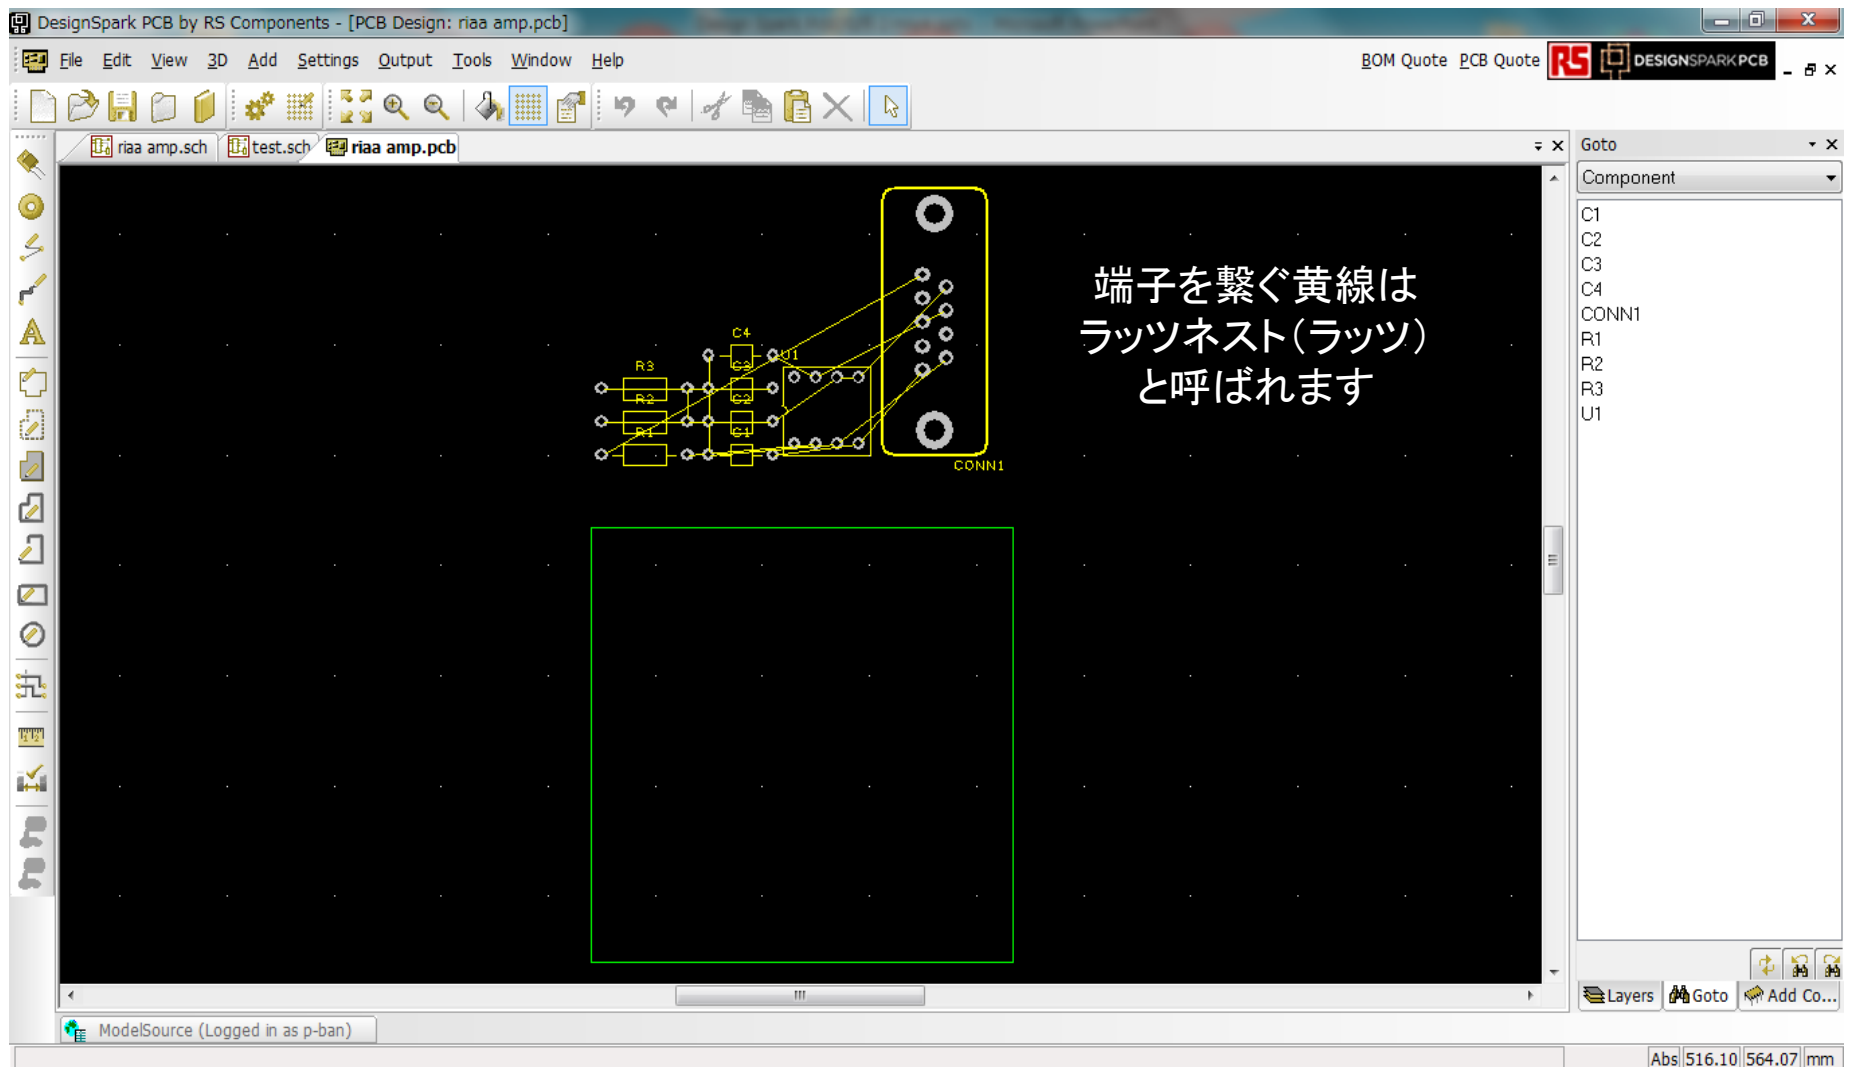 DesignSpark PCB by RS Components - [PCB Design: riaa amp.pcb]
File Edit View 3D Add Settings Output Tools Window Help
BOM Quote PCB Quote RS DESIGNSPARK PCB
riaa amp.sch test.sch riaa amp.pcb
Goto
Component
C1
C2
C3
C4
CONN1
R1
R2
R3
U1
端子を繋ぐ黄線は
ラッツネスト(ラッツ)
と呼ばれます
C4
U1
R3
C3
R2
C2
R1
C1
CONN1
Layers Goto Add Co...
ModelSource (Logged in as p-ban)
Abs 516.10 564.07 mm